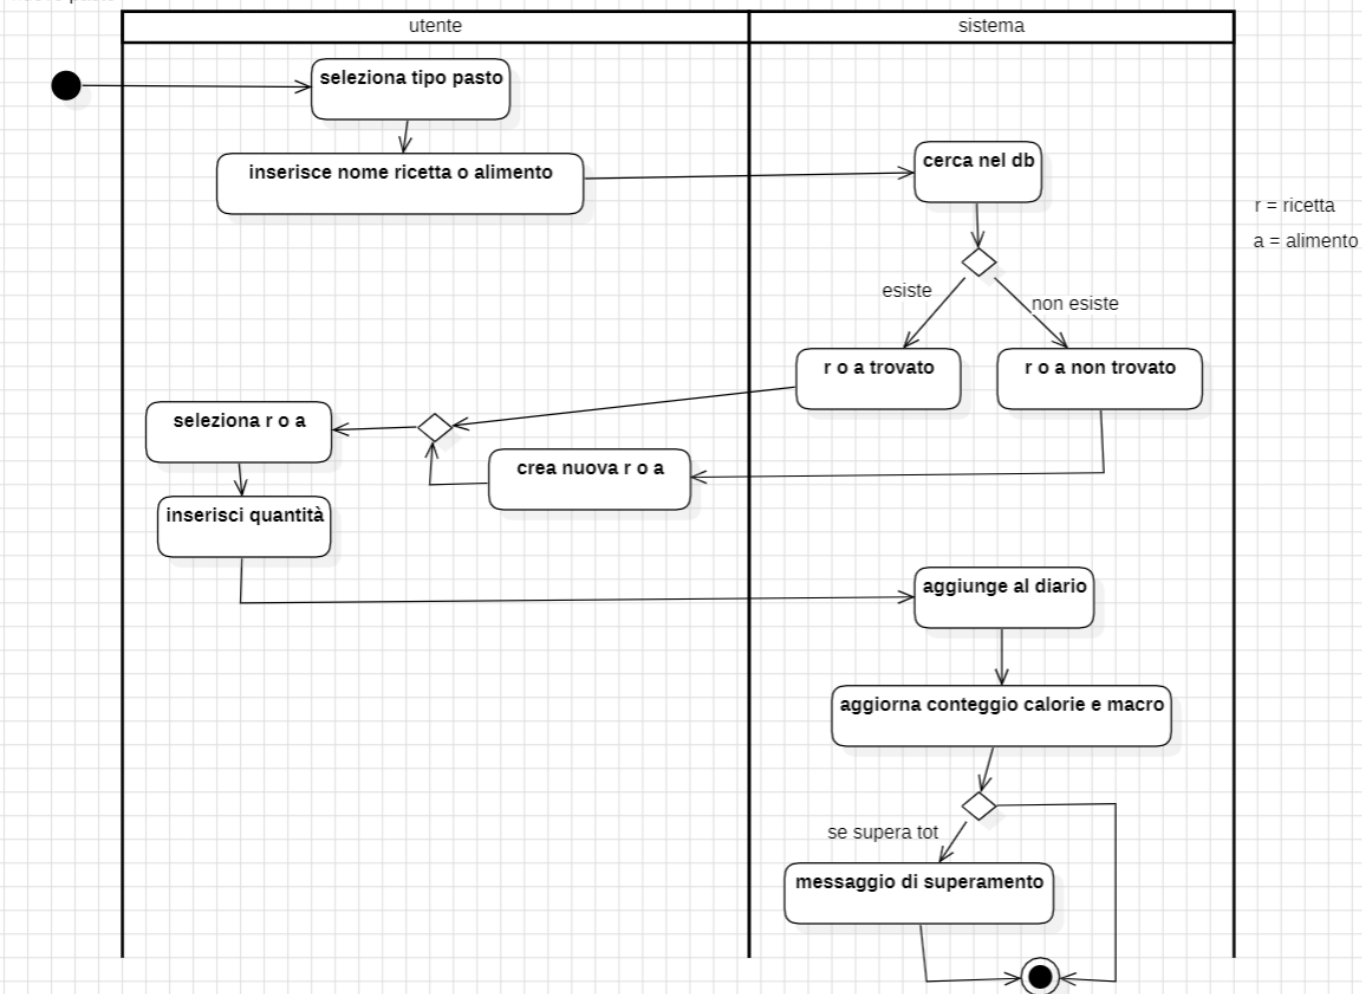 utente
sistema
seleziona tipo pasto
inserisce nome ricetta o alimento
cerca nel db
r = ricetta
a = alimento
esiste
non esiste
r o a trovato
r o a non trovato
seleziona r o a
crea nuova r o a
inserisci quantità
aggiunge al diario
aggiorna conteggio calorie e macro
se supera tot
messaggio di superamento